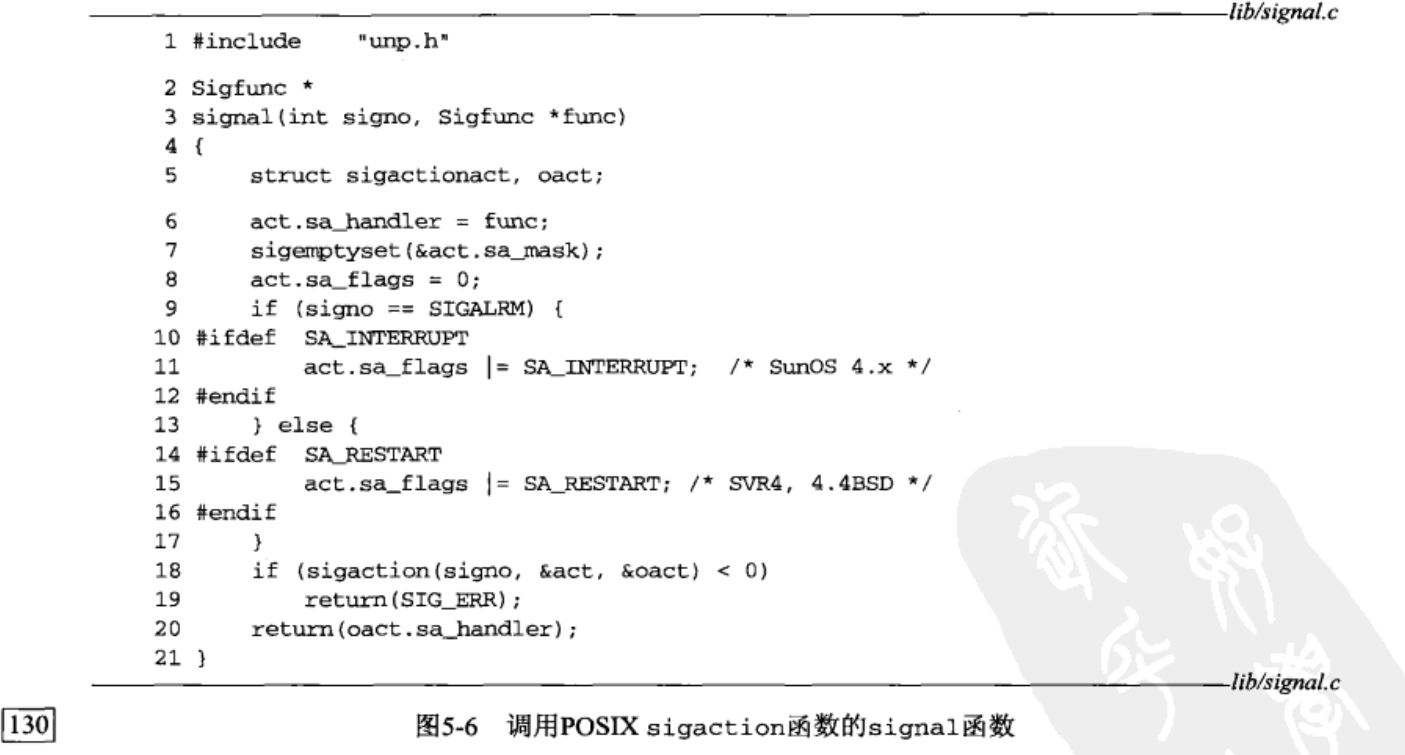 lib/signal.c
1 #include    "unp.h"
2 Sigfunc *
3 signal(int signo, Sigfunc *func)
4 {
5     struct sigactionact, oact;
6     act.sa_handler = func;
7     sigemptyset(&act.sa_mask);
8     act.sa_flags = 0;
9     if (signo == SIGALRM) {
10 #ifdef  SA_INTERRUPT
11         act.sa_flags |= SA_INTERRUPT;  /* SunOS 4.x */
12 #endif
13     } else {
14 #ifdef  SA_RESTART
15         act.sa_flags |= SA_RESTART; /* SVR4, 4.4BSD */
16 #endif
17     }
18     if (sigaction(signo, &act, &oact) < 0)
19         return(SIG_ERR);
20     return(oact.sa_handler);
21 }
lib/signal.c
130
图5-6 调用POSIX sigaction函数的signal函数